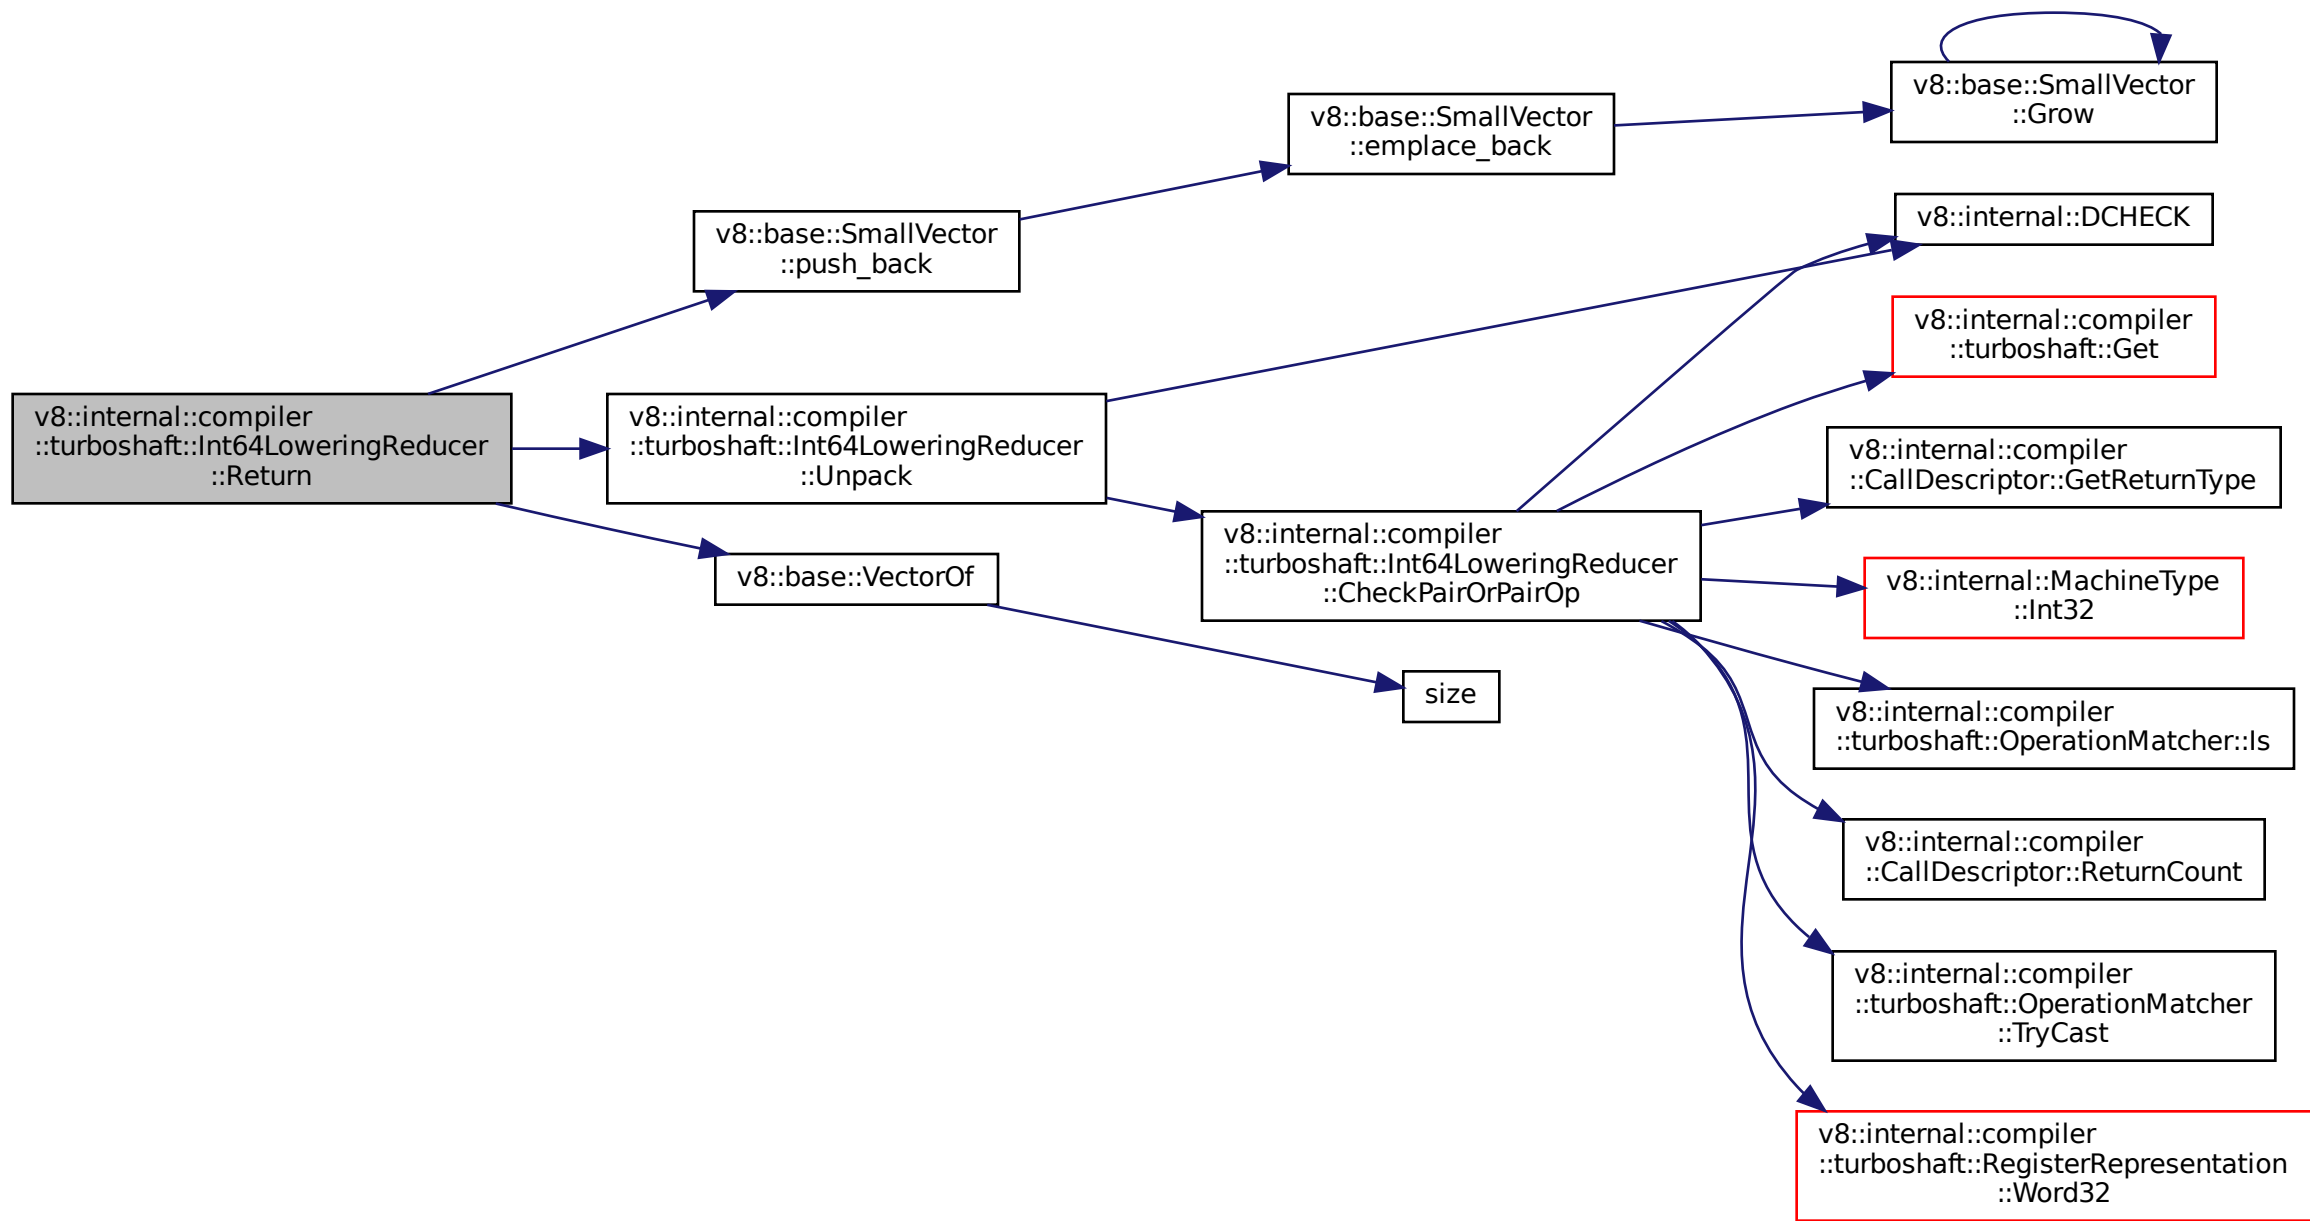 v8::internal::compiler
::turboshaft::Int64LoweringReducer
::Return
v8::base::SmallVector
::push_back
v8::internal::compiler
::turboshaft::Int64LoweringReducer
::Unpack
v8::base::VectorOf
v8::base::SmallVector
::emplace_back
v8::internal::compiler
::turboshaft::Int64LoweringReducer
::CheckPairOrPairOp
size
v8::base::SmallVector
::Grow
v8::internal::DCHECK
v8::internal::compiler
::turboshaft::Get
v8::internal::compiler
::CallDescriptor::GetReturnType
v8::internal::MachineType
::Int32
v8::internal::compiler
::turboshaft::OperationMatcher::Is
v8::internal::compiler
::CallDescriptor::ReturnCount
v8::internal::compiler
::turboshaft::OperationMatcher
::TryCast
v8::internal::compiler
::turboshaft::RegisterRepresentation
::Word32